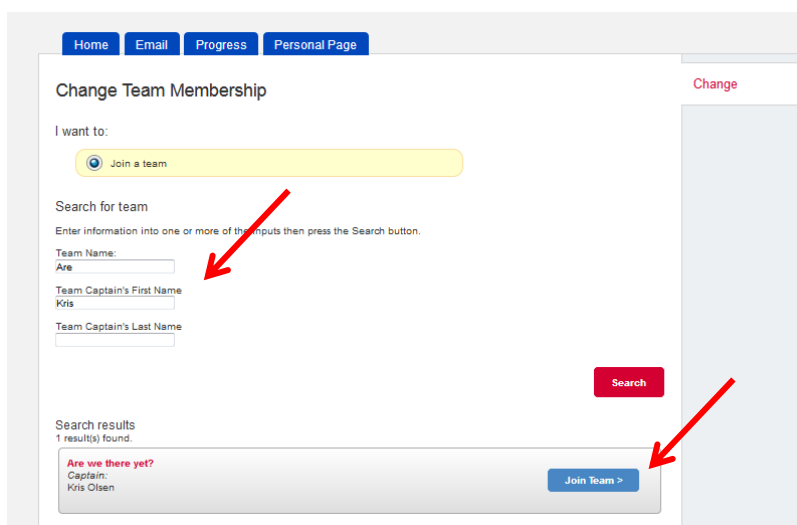 Home Email Progress Personal Page
Change Team Membership
Change
I want to:
Join a team
Search for team
Enter information into one or more of the inputs then press the Search button.
Team Name:
Are
Team Captain's First Name
Kris
Team Captain's Last Name
Search
Search results
1 result(s) found.
Are we there yet?
Captain:
Kris Olsen
Join Team >